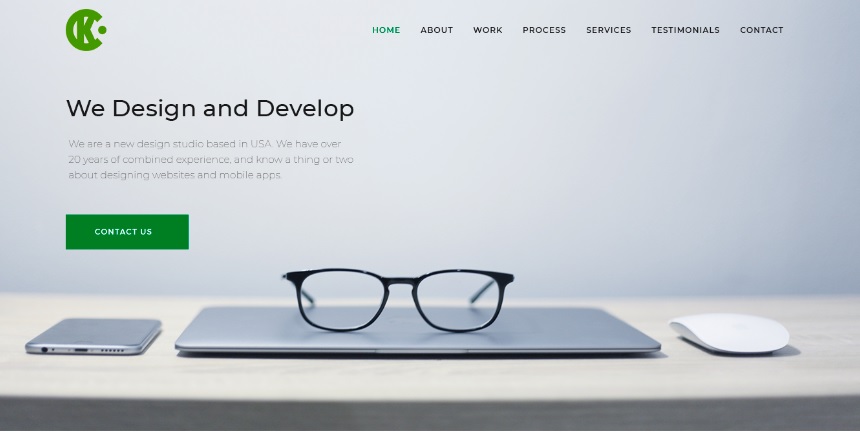 CK
HOME ABOUT WORK PROCESS SERVICES TESTIMONIALS CONTACT
We Design and Develop
We are a new design studio based in USA. We have over
20 years of combined experience, and know a thing or two
about designing websites and mobile apps.
CONTACT US